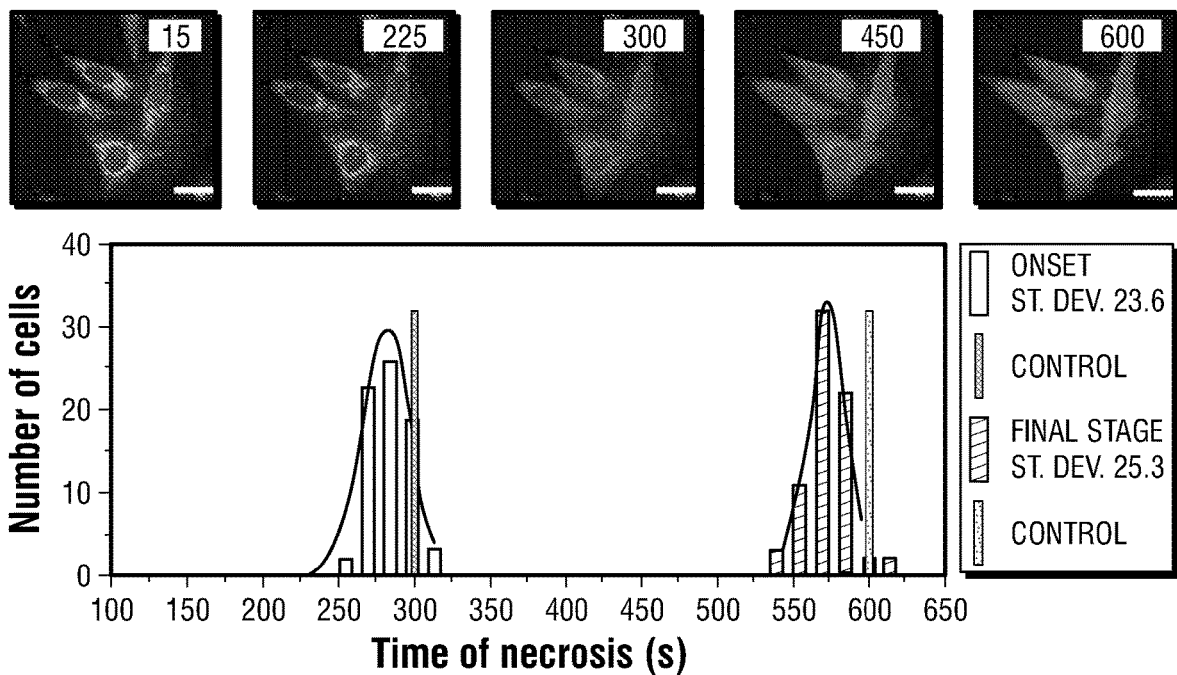 15 225 300 450 600
40
30
20
10
0
Number of cells
100 150 200 250 300 350 400 450 500 550 600 650
Time of necrosis (s)
ONSET
ST. DEV. 23.6
CONTROL
FINAL STAGE
ST. DEV. 25.3
CONTROL